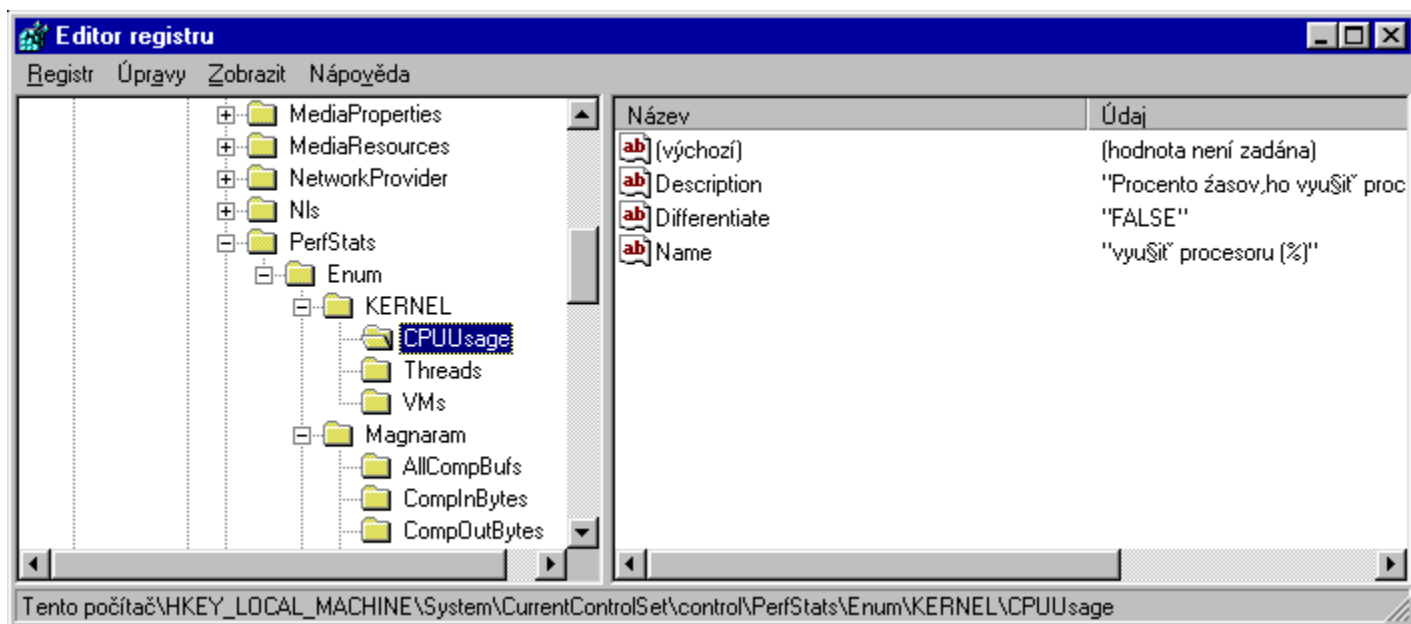 Editor registru
Registr Úpravy Zobrazit Nápověda
MediaProperties
MediaResources
NetworkProvider
Nls
PerfStats
Enum
KERNEL
CPUUsage
Threads
VMs
Magnaram
AllCompBufs
CompInBytes
CompOutBytes
Název Údaj
(výchozí) (hodnota není zadána)
Description "Procento źasov‚ho vyu§itˇ proc
Differentiate "FALSE"
Name "vyu§itˇ procesoru (%)"
Tento počítač\HKEY_LOCAL_MACHINE\System\CurrentControlSet\control\PerfStats\Enum\KERNEL\CPUUsage